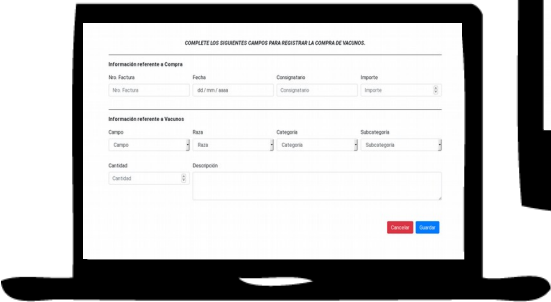 COMPLETE LOS SIGUIENTES CAMPOS PARA REGISTRAR LA COMPRA DE VACUNOS.
Información referente a Compra
Nro. Factura Fecha Consignatario Importe
Nro. Factura dd / mm / aaaa Consignatario Importe
Información referente a Vacunos
Campo Raza Categoría Subcategoría
Campo Raza Categoría Subcategoría
Cantidad Descripción
Cantidad
Cancelar Guardar